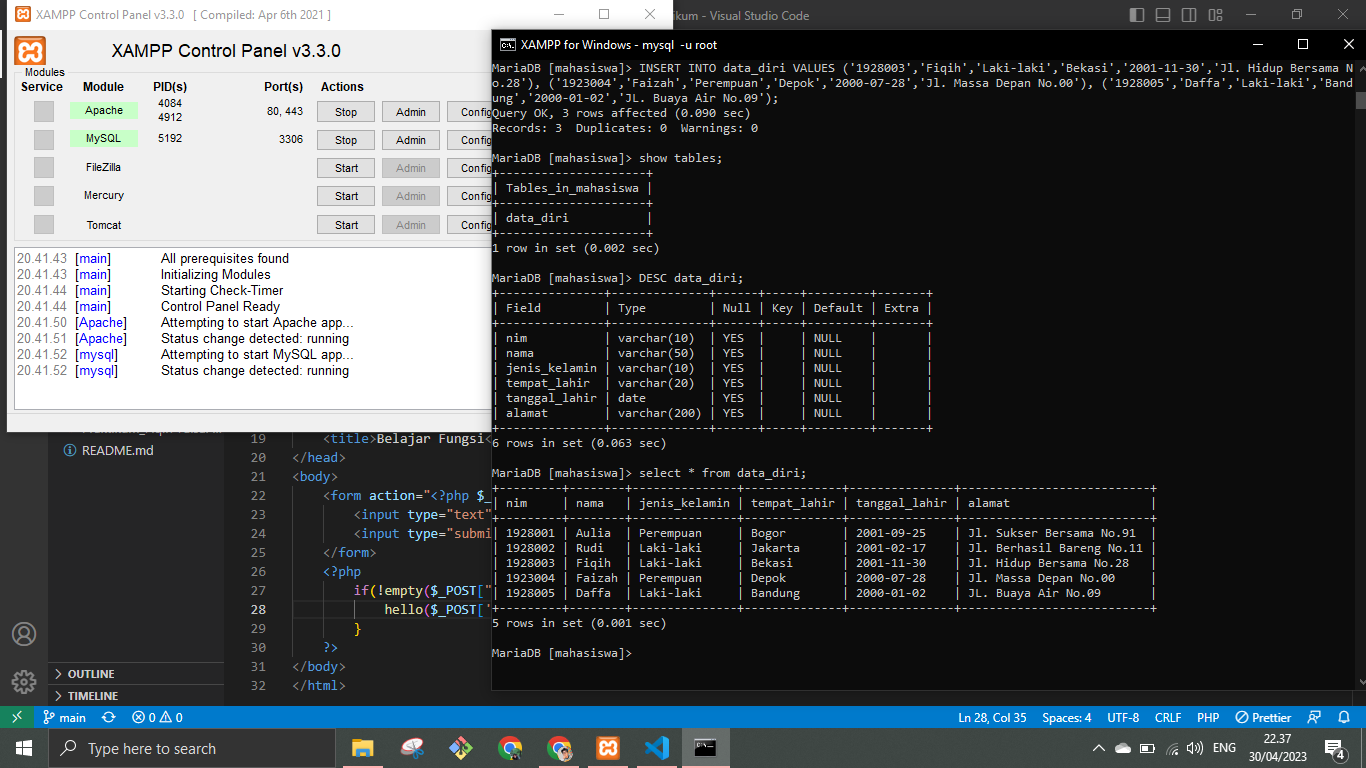 XAMPP Control Panel v3.3.0 [ Compiled: Apr 6th 2021 ]
XAMPP Control Panel v3.3.0
Modules
Service Module PID(s) Port(s) Actions
Apache 4084 4912 80, 443 Stop Admin Config
MySQL 5192 3306 Stop Admin Config
FileZilla Start Admin Config
Mercury Start Admin Config
Tomcat Start Admin Config
20.41.43 [main] All prerequisites found
20.41.43 [main] Initializing Modules
20.41.44 [main] Starting Check-Timer
20.41.44 [main] Control Panel Ready
20.41.50 [Apache] Attempting to start Apache app...
20.41.51 [Apache] Status change detected: running
20.41.52 [mysql] Attempting to start MySQL app...
20.41.52 [mysql] Status change detected: running
ikum - Visual Studio Code
XAMPP for Windows - mysql -u root
MariaDB [mahasiswa]> INSERT INTO data_diri VALUES ('1928003','Fiqih','Laki-laki','Bekasi','2001-11-30','Jl. Hidup Bersama N
o.28'), ('1923004','Faizah','Perempuan','Depok','2000-07-28','Jl. Massa Depan No.00'), ('1928005','Daffa','Laki-laki','Band
ung','2000-01-02','JL. Buaya Air No.09');
Query OK, 3 rows affected (0.090 sec)
Records: 3 Duplicates: 0 Warnings: 0
MariaDB [mahasiswa]> show tables;
+---------------------+
| Tables_in_mahasiswa |
+---------------------+
| data_diri           |
+---------------------+
1 row in set (0.002 sec)
MariaDB [mahasiswa]> DESC data_diri;
+---------------+--------------+------+-----+---------+-------+
| Field         | Type         | Null | Key | Default | Extra |
+---------------+--------------+------+-----+---------+-------+
| nim           | varchar(10)  | YES  |     | NULL    |       |
| nama          | varchar(50)  | YES  |     | NULL    |       |
| jenis_kelamin | varchar(10)  | YES  |     | NULL    |       |
| tempat_lahir  | varchar(20)  | YES  |     | NULL    |       |
| tanggal_lahir | date         | YES  |     | NULL    |       |
| alamat        | varchar(200) | YES  |     | NULL    |       |
+---------------+--------------+------+-----+---------+-------+
6 rows in set (0.063 sec)
MariaDB [mahasiswa]> select * from data_diri;
+---------+--------+---------------+--------------+---------------+---------------------------+
| nim     | nama   | jenis_kelamin | tempat_lahir | tanggal_lahir | alamat                    |
+---------+--------+---------------+--------------+---------------+---------------------------+
| 1928001 | Aulia  | Perempuan     | Bogor        | 2001-09-25    | Jl. Sukser Bersama No.91  |
| 1928002 | Rudi   | Laki-laki     | Jakarta      | 2001-02-17    | Jl. Berhasil Bareng No.11 |
| 1928003 | Fiqih  | Laki-laki     | Bekasi       | 2001-11-30    | Jl. Hidup Bersama No.28   |
| 1923004 | Faizah | Perempuan     | Depok        | 2000-07-28    | Jl. Massa Depan No.00     |
| 1928005 | Daffa  | Laki-laki     | Bandung      | 2000-01-02    | JL. Buaya Air No.09       |
+---------+--------+---------------+--------------+---------------+---------------------------+
5 rows in set (0.001 sec)
MariaDB [mahasiswa]>
README.md
OUTLINE
TIMELINE
19 <title>Belajar Fungsi<
20 </head>
21 <body>
22 <form action="<?php $_
23 <input type="text"
24 <input type="submi
25 </form>
26 <?php
27 if(!empty($_POST["
28 hello($_POST['
29 }
30 ?>
31 </body>
32 </html>
main 0 0 Ln 28, Col 35 Spaces: 4 UTF-8 CRLF PHP Prettier
Type here to search
ENG
22.37
30/04/2023
4